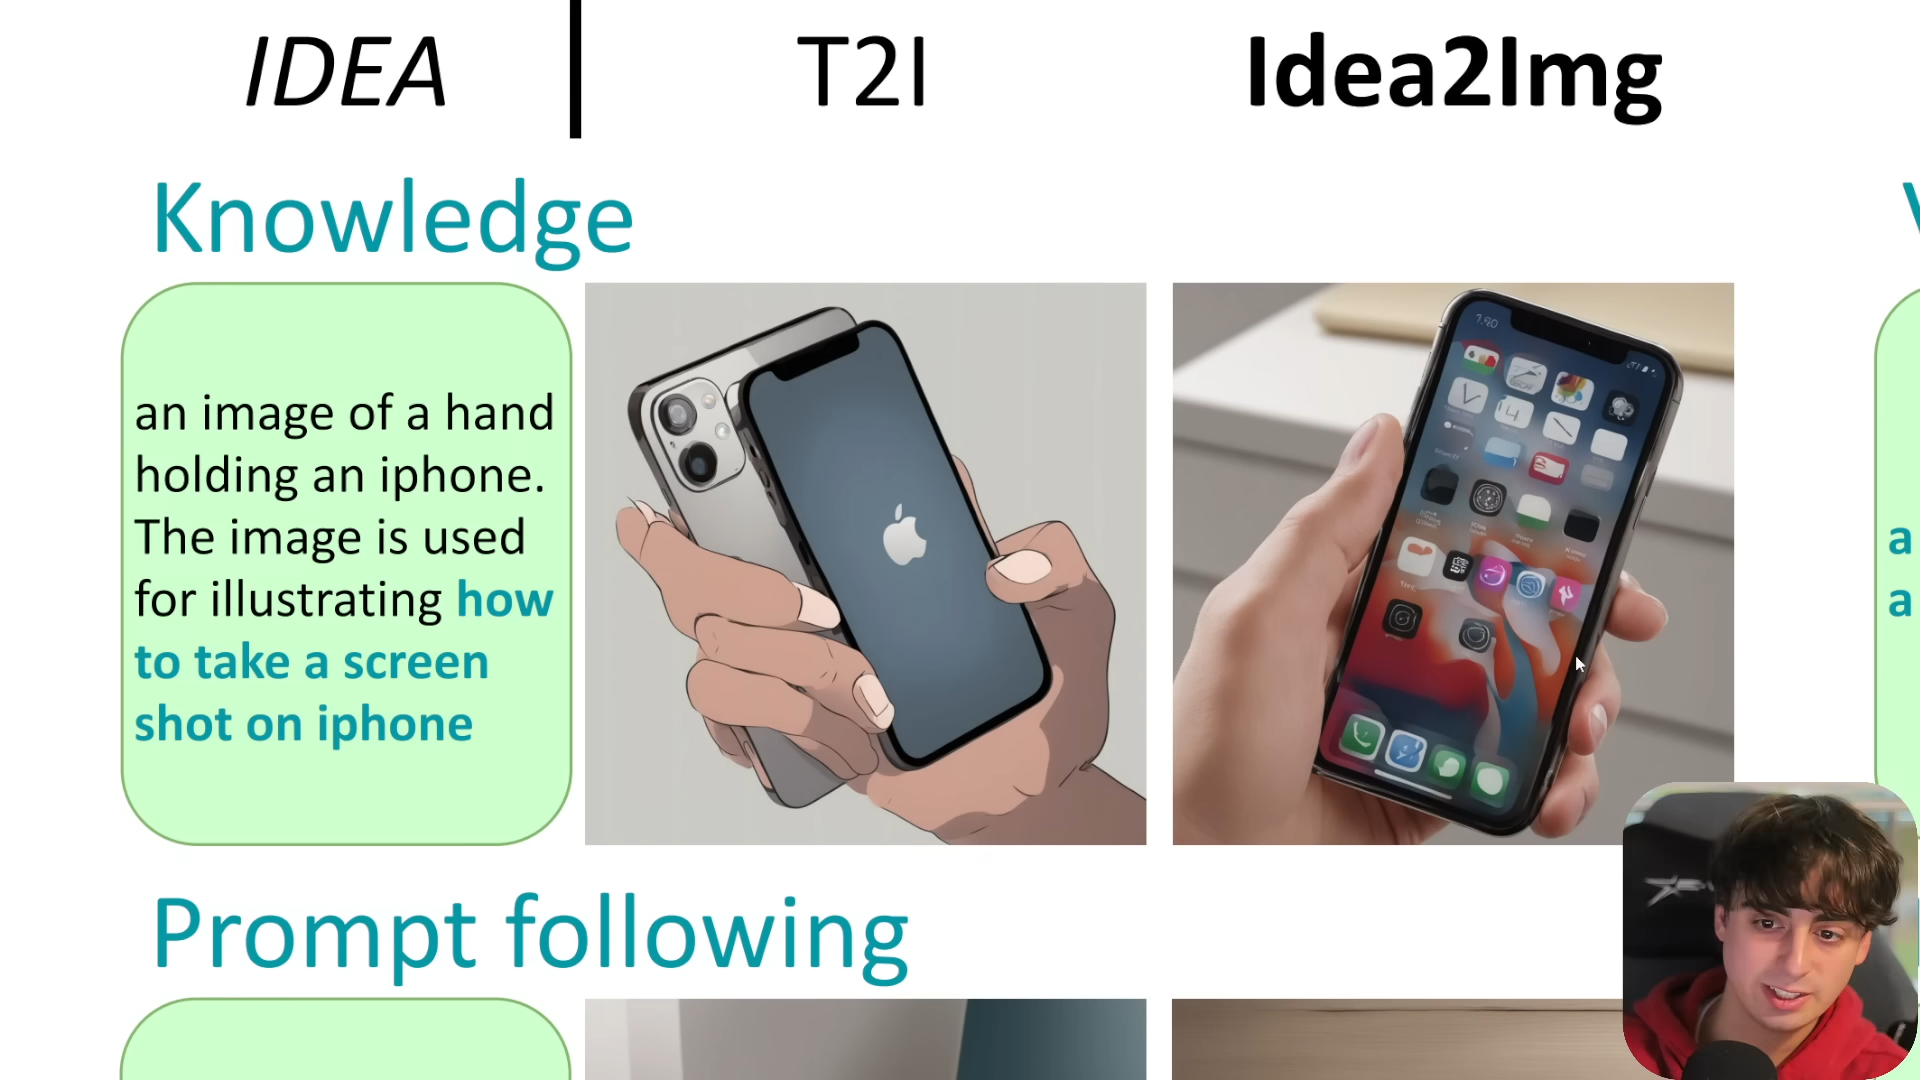 IDEA
T2I
Idea2Img
Knowledge
an image of a hand
holding an iphone.
The image is used
for illustrating how
to take a screen
shot on iphone
a
a
Prompt following